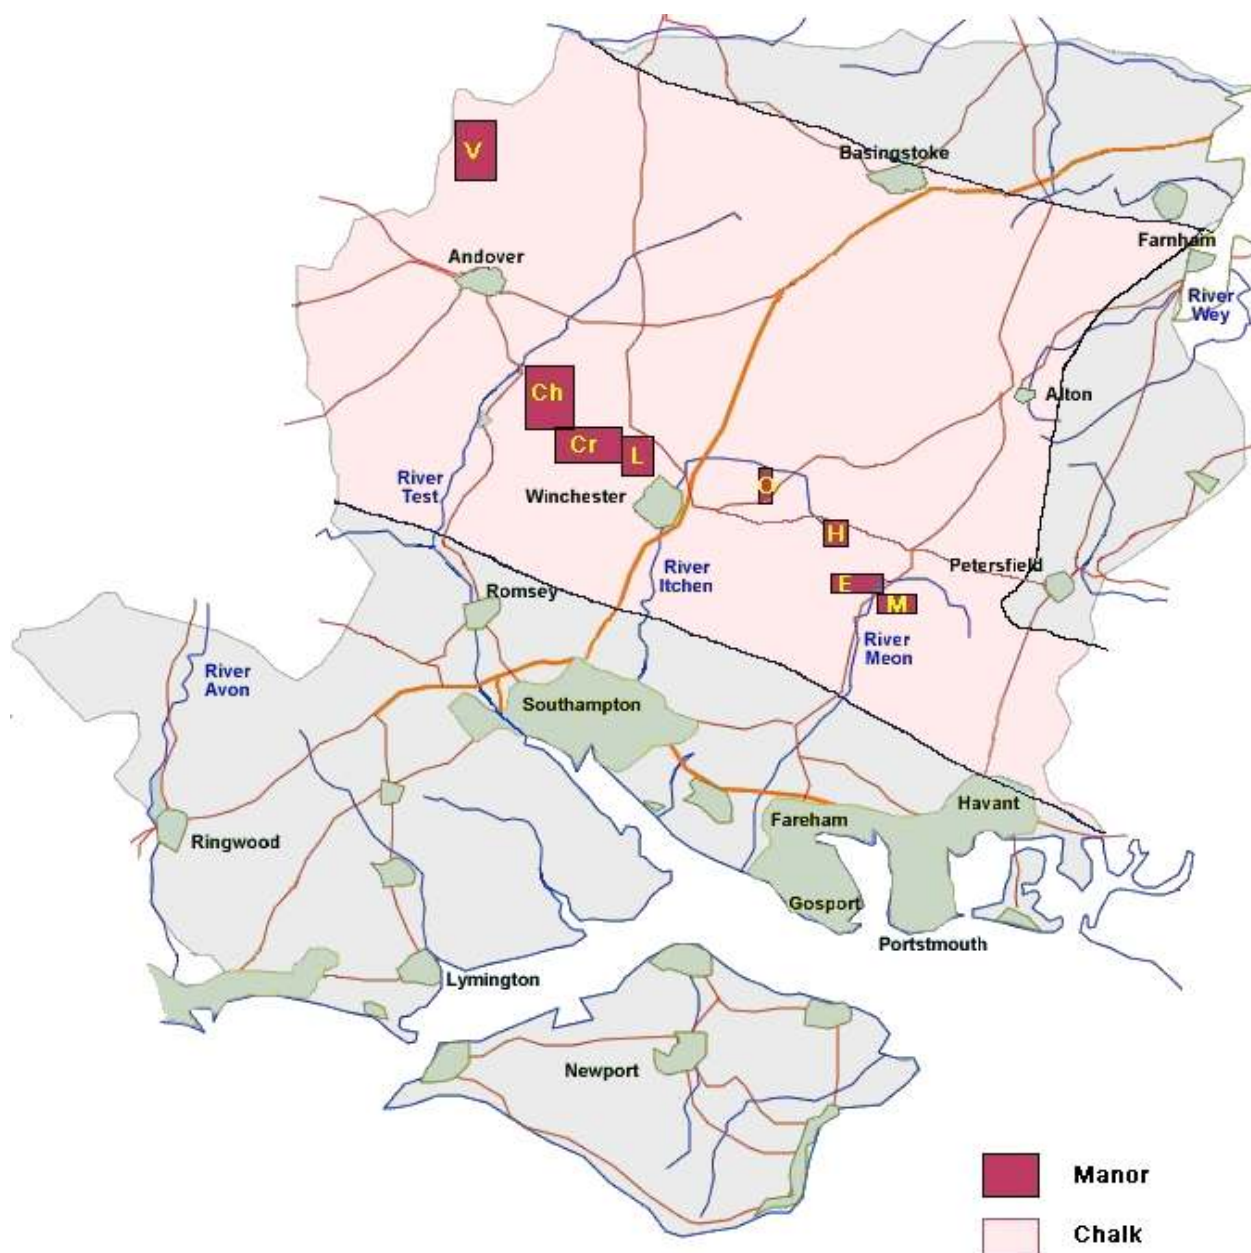 V
Basingstoke
Farnham
Andover
River
Wey
Ch
Alton
Cr
L
River
Test
Winchester
O
H
River
Itchen
Petersfield
E
M
Romsey
River
Meon
River
Avon
Southampton
Havant
Fareham
Ringwood
Gosport
Portstmouth
Lymington
Newport
Manor
Chalk